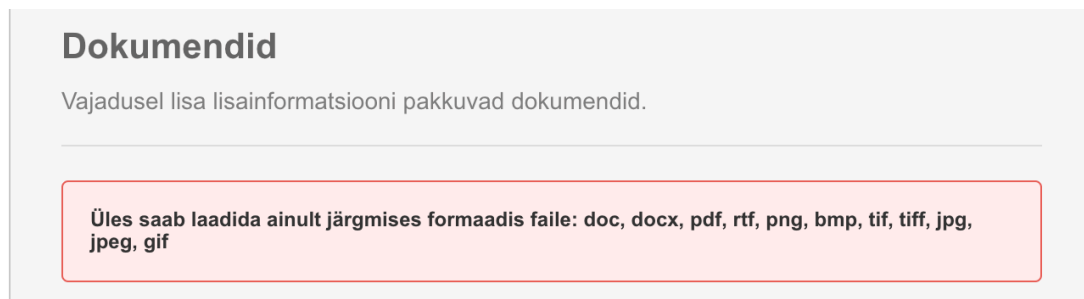 Dokumendid
Vajadusel lisa lisainformatsiooni pakkuvad dokumendid.
Üles saab laadida ainult järgmises formaadis faile: doc, docx, pdf, rtf, png, bmp, tif, tiff, jpg,
jpeg, gif